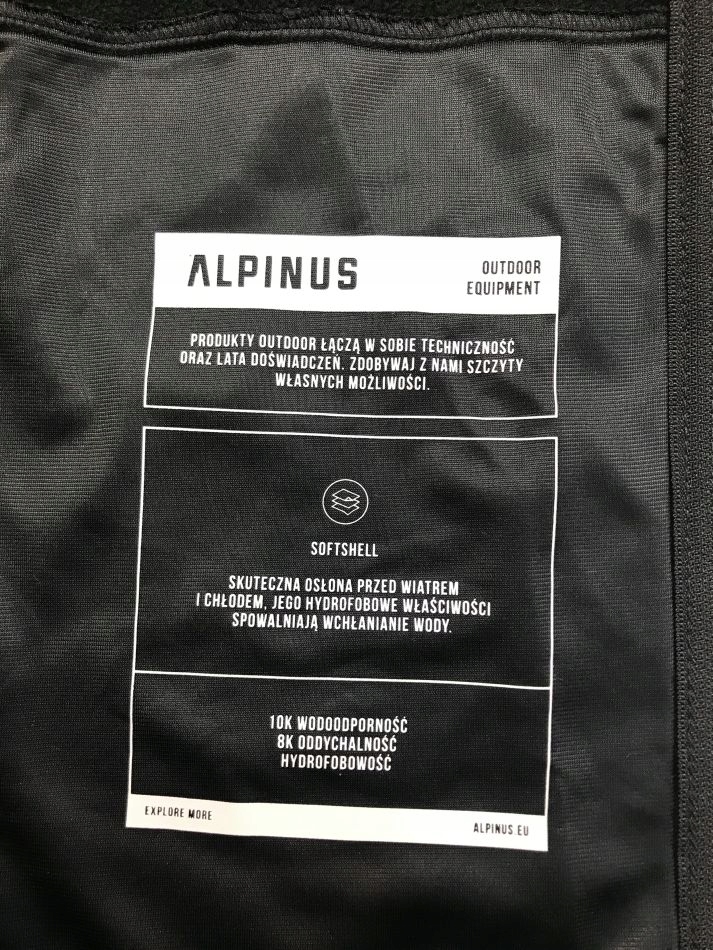 ALPINUS
OUTDOOR
EQUIPMENT
PRODUKTY OUTDOOR ŁĄCZĄ W SOBIE TECHNICZNOŚĆ
ORAZ LATA DOŚWIADCZEŃ. ZDOBYWAJ Z NAMI SZCZYTY
WŁASNYCH MOŻLIWOŚCI.
SOFTSHELL
SKUTECZNA OSŁONA PRZED WIATREM
I CHŁODEM, JEGO HYDROFOBOWE WŁAŚCIWOŚCI
SPOWALNIAJĄ WCHŁANIANIE WODY.
10K WODOODPORNOŚĆ
8K ODDYCHALNOŚĆ
HYDROFOBOWOŚĆ
EXPLORE MORE
ALPINUS.EU